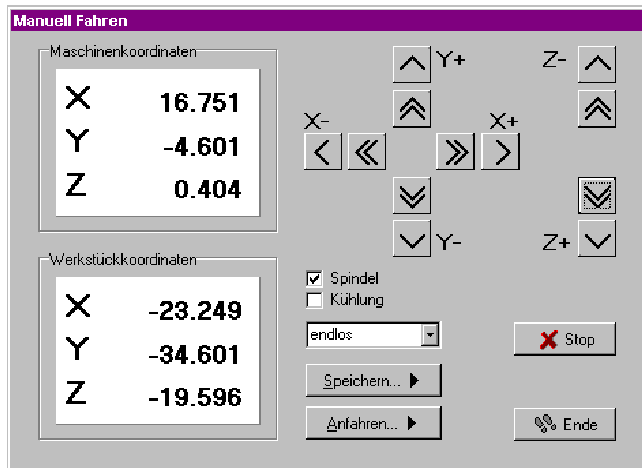 Manuell Fahren
Maschinenkoordinaten
X 16.751
Y -4.601
Z 0.404
Werkstückkoordinaten
X -23.249
Y -34.601
Z -19.596
Y+
Z-
X-
X+
Y-
Z+
Spindel
Kühlung
endlos
Speichern...
Anfahren...
Stop
Ende